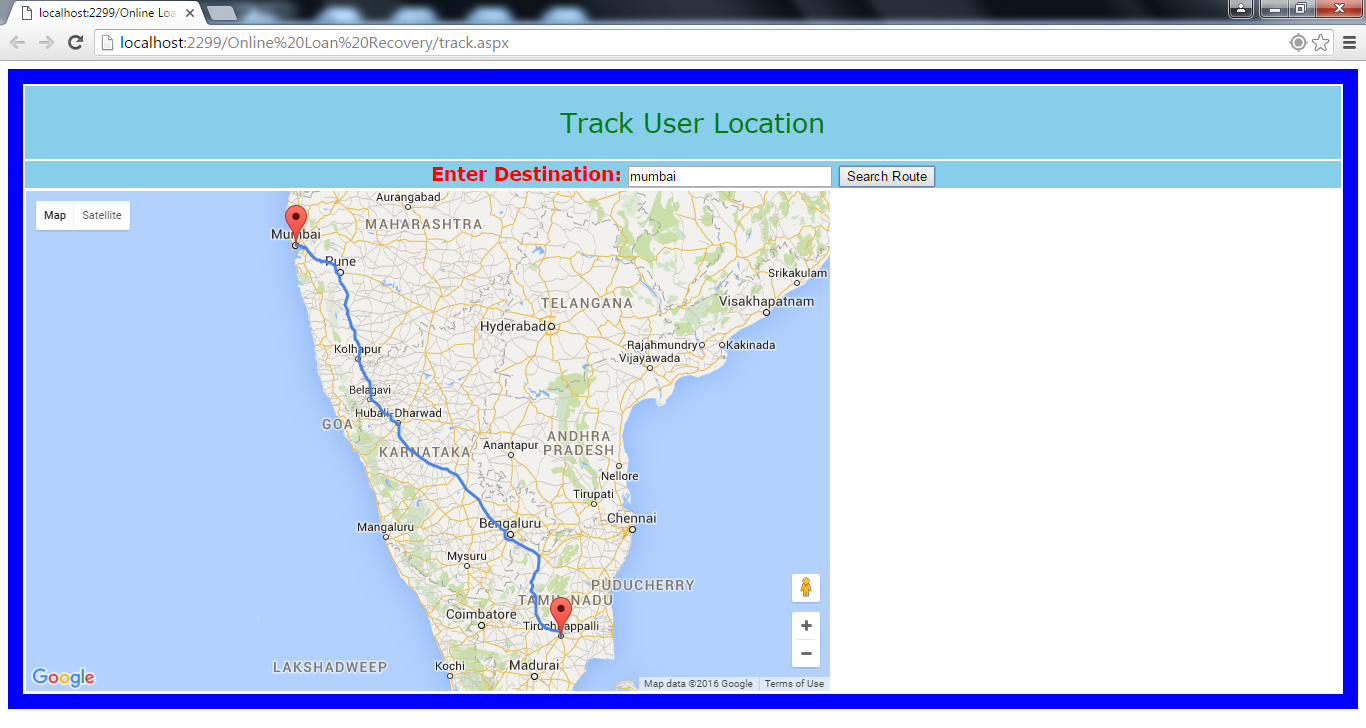 localhost:2299/Online Loa
localhost:2299/Online%20Loan%20Recovery/track.aspx
Track User Location
Enter Destination: mumbai Search Route
Map Satellite
Aurangabad
MAHARASHTRA
Mumbai
Pune
Srikakulam
TELANGANA
Visakhapatnam
Hyderabad
Rajahmundry Kakinada
Kolhapur
Vijayawada
Belagavi
Hubali-Dharwad
GOA
ANDHRA
PRADESH
Anantapur
KARNATAKA
Nellore
Tirupati
Chennai
Bengaluru
Mangaluru
Mysuru
PUDUCHERRY
TAMIL NADU
Coimbatore
Tiruchirappalli
LAKSHADWEEP
Kochi
Madurai
Google
Map data ©2016 Google Terms of Use